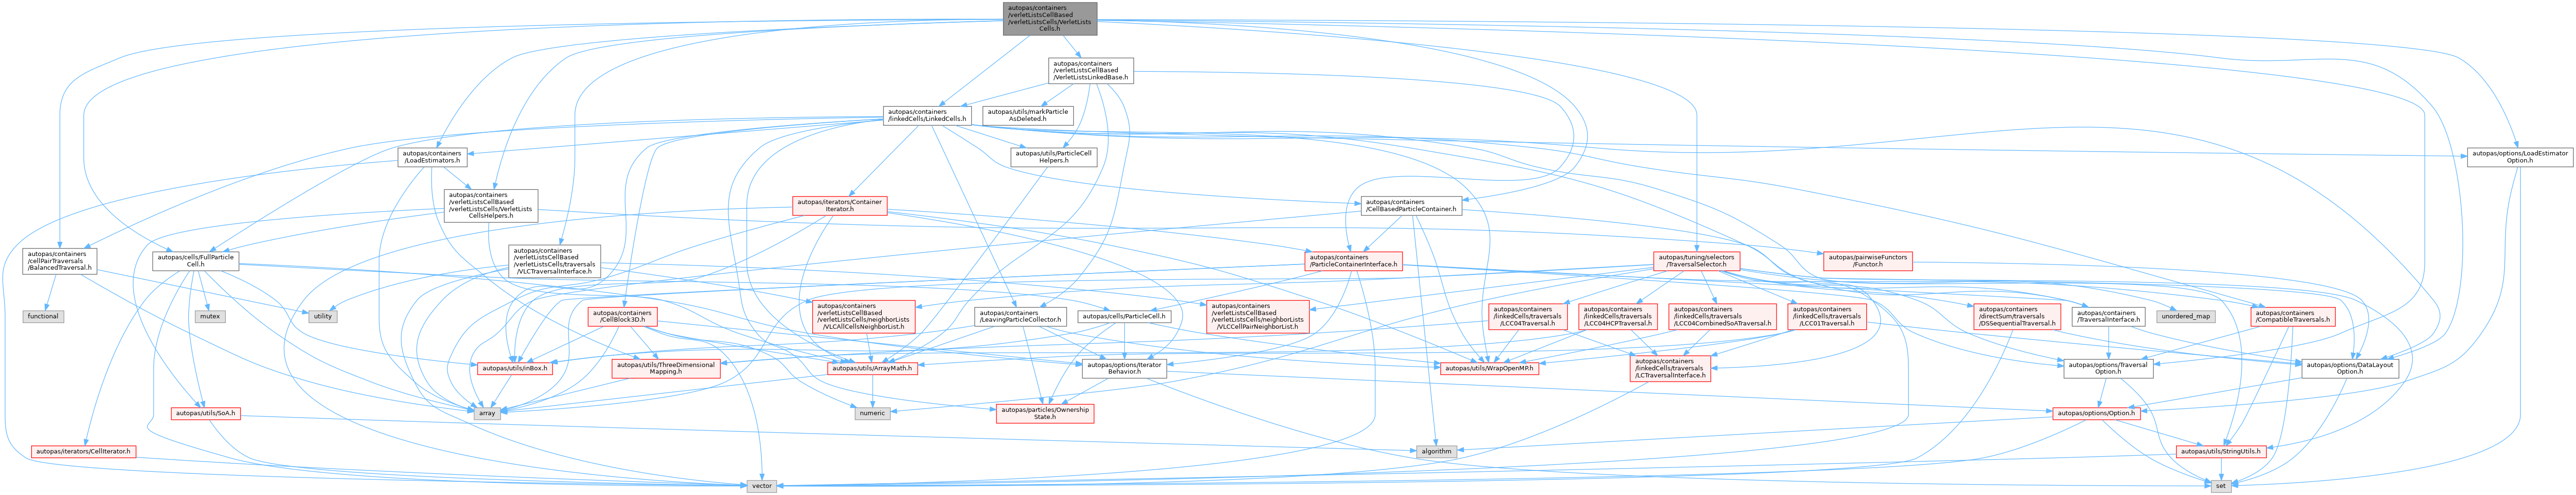 autopas/containers
/verletListsCellBased
/verletListsCells/VerletLists
Cells.h
autopas/containers
/verletListsCellBased
/VerletListsLinkedBase.h
autopas/containers
/linkedCells/LinkedCells.h
autopas/utils/markParticle
AsDeleted.h
autopas/containers
/LoadEstimators.h
autopas/utils/ParticleCell
Helpers.h
autopas/options/LoadEstimator
Option.h
autopas/containers
/verletListsCellBased
/verletListsCells/VerletLists
CellsHelpers.h
autopas/iterators/Container
Iterator.h
autopas/containers
/CellBasedParticleContainer.h
autopas/containers
/cellPairTraversals
/BalancedTraversal.h
autopas/cells/FullParticle
Cell.h
autopas/containers
/verletListsCellBased
/verletListsCells/traversals
/VLCTraversalInterface.h
autopas/containers
/ParticleContainerInterface.h
autopas/tuning/selectors
/TraversalSelector.h
autopas/pairwiseFunctors
/Functor.h
functional
mutex
utility
autopas/containers
/CellBlock3D.h
autopas/containers
/verletListsCellBased
/verletListsCells/neighborLists
/VLCAllCellsNeighborList.h
autopas/containers
/LeavingParticleCollector.h
autopas/cells/ParticleCell.h
autopas/containers
/verletListsCellBased
/verletListsCells/neighborLists
/VLCCellPairNeighborList.h
autopas/containers
/linkedCells/traversals
/LCC04Traversal.h
autopas/containers
/linkedCells/traversals
/LCC04HCPTraversal.h
autopas/containers
/linkedCells/traversals
/LCC04CombinedSoATraversal.h
autopas/containers
/linkedCells/traversals
/LCC01Traversal.h
autopas/containers
/directSum/traversals
/DSSequentialTraversal.h
autopas/containers
/TraversalInterface.h
unordered_map
autopas/containers
/CompatibleTraversals.h
autopas/utils/inBox.h
autopas/utils/ThreeDimensional
Mapping.h
autopas/utils/ArrayMath.h
autopas/options/Iterator
Behavior.h
autopas/utils/WrapOpenMP.h
autopas/containers
/linkedCells/traversals
/LCTraversalInterface.h
autopas/options/Traversal
Option.h
autopas/options/DataLayout
Option.h
autopas/utils/SoA.h
array
numeric
autopas/particles/Ownership
State.h
autopas/options/Option.h
autopas/iterators/CellIterator.h
algorithm
autopas/utils/StringUtils.h
vector
set